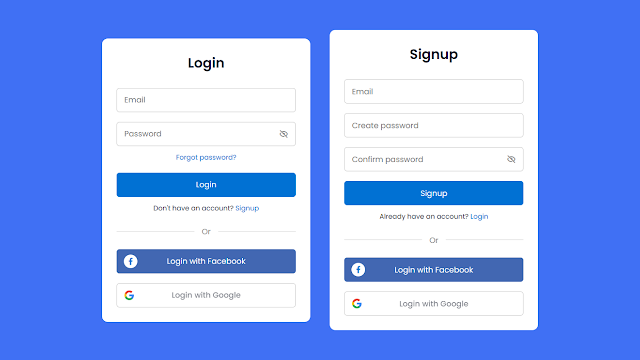 Login
Email
Password
Forgot password?
Login
Don't have an account? Signup
Or
Login with Facebook
Login with Google
Signup
Email
Create password
Confirm password
Signup
Already have an account? Login
Or
Login with Facebook
Login with Google